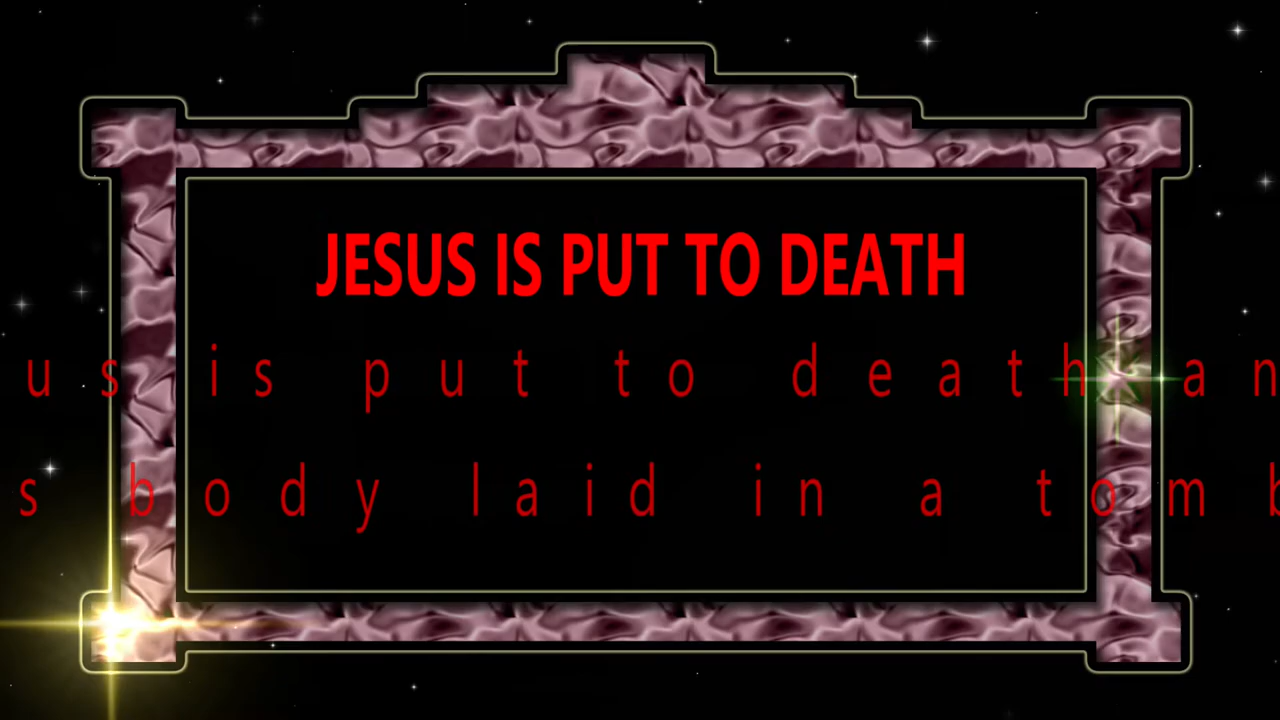 JESUS IS PUT TO DEATH
us is put to death an
s body laid in a tomb